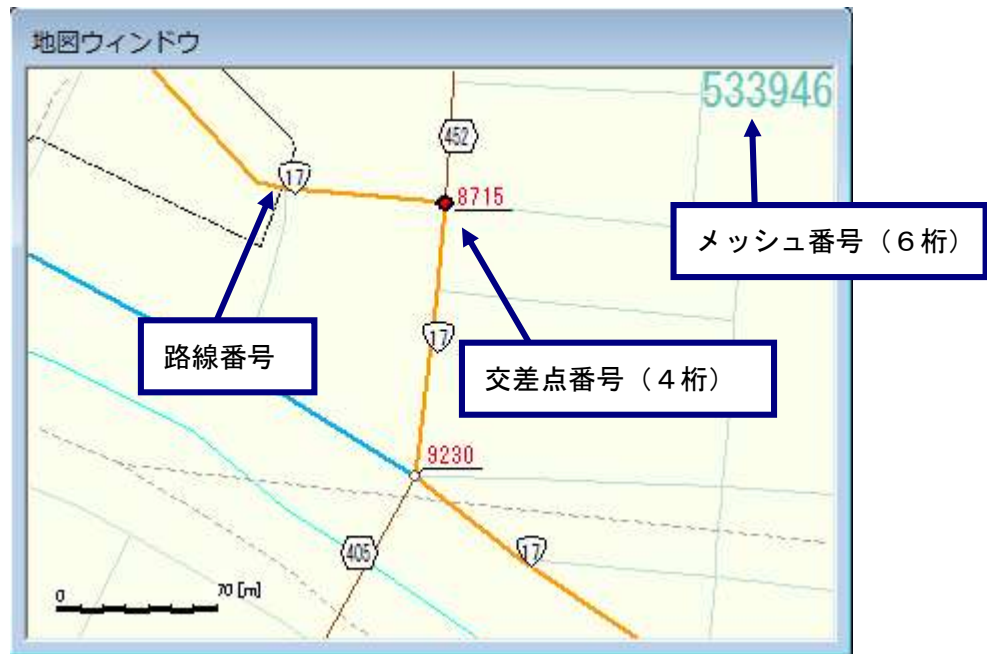 地図ウィンドウ
533946
452
17
8715
メッシュ番号（６桁）
路線番号
17
交差点番号（４桁）
9230
405
17
0
70 [m]